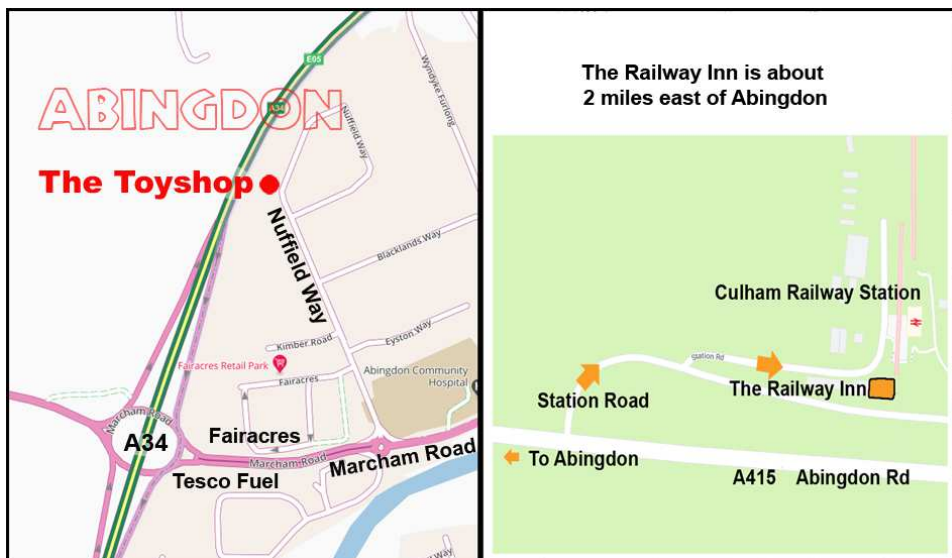 E05
A34
ABINGDON
Wyndyke Furlong
Nuffield Way
The Toyshop
Nuffield Way
Blacklands Way
Kimber Road
Eyston Way
Fairacres Retail Park
Fairacres
Abingdon Community
Hospital
Marcham Road
A34
Fairacres
Marcham Road
Marcham Road
Tesco Fuel
The Railway Inn is about
2 miles east of Abingdon
Culham Railway Station
Station Rd
Station Road
The Railway Inn
To Abingdon
A415 Abingdon Rd